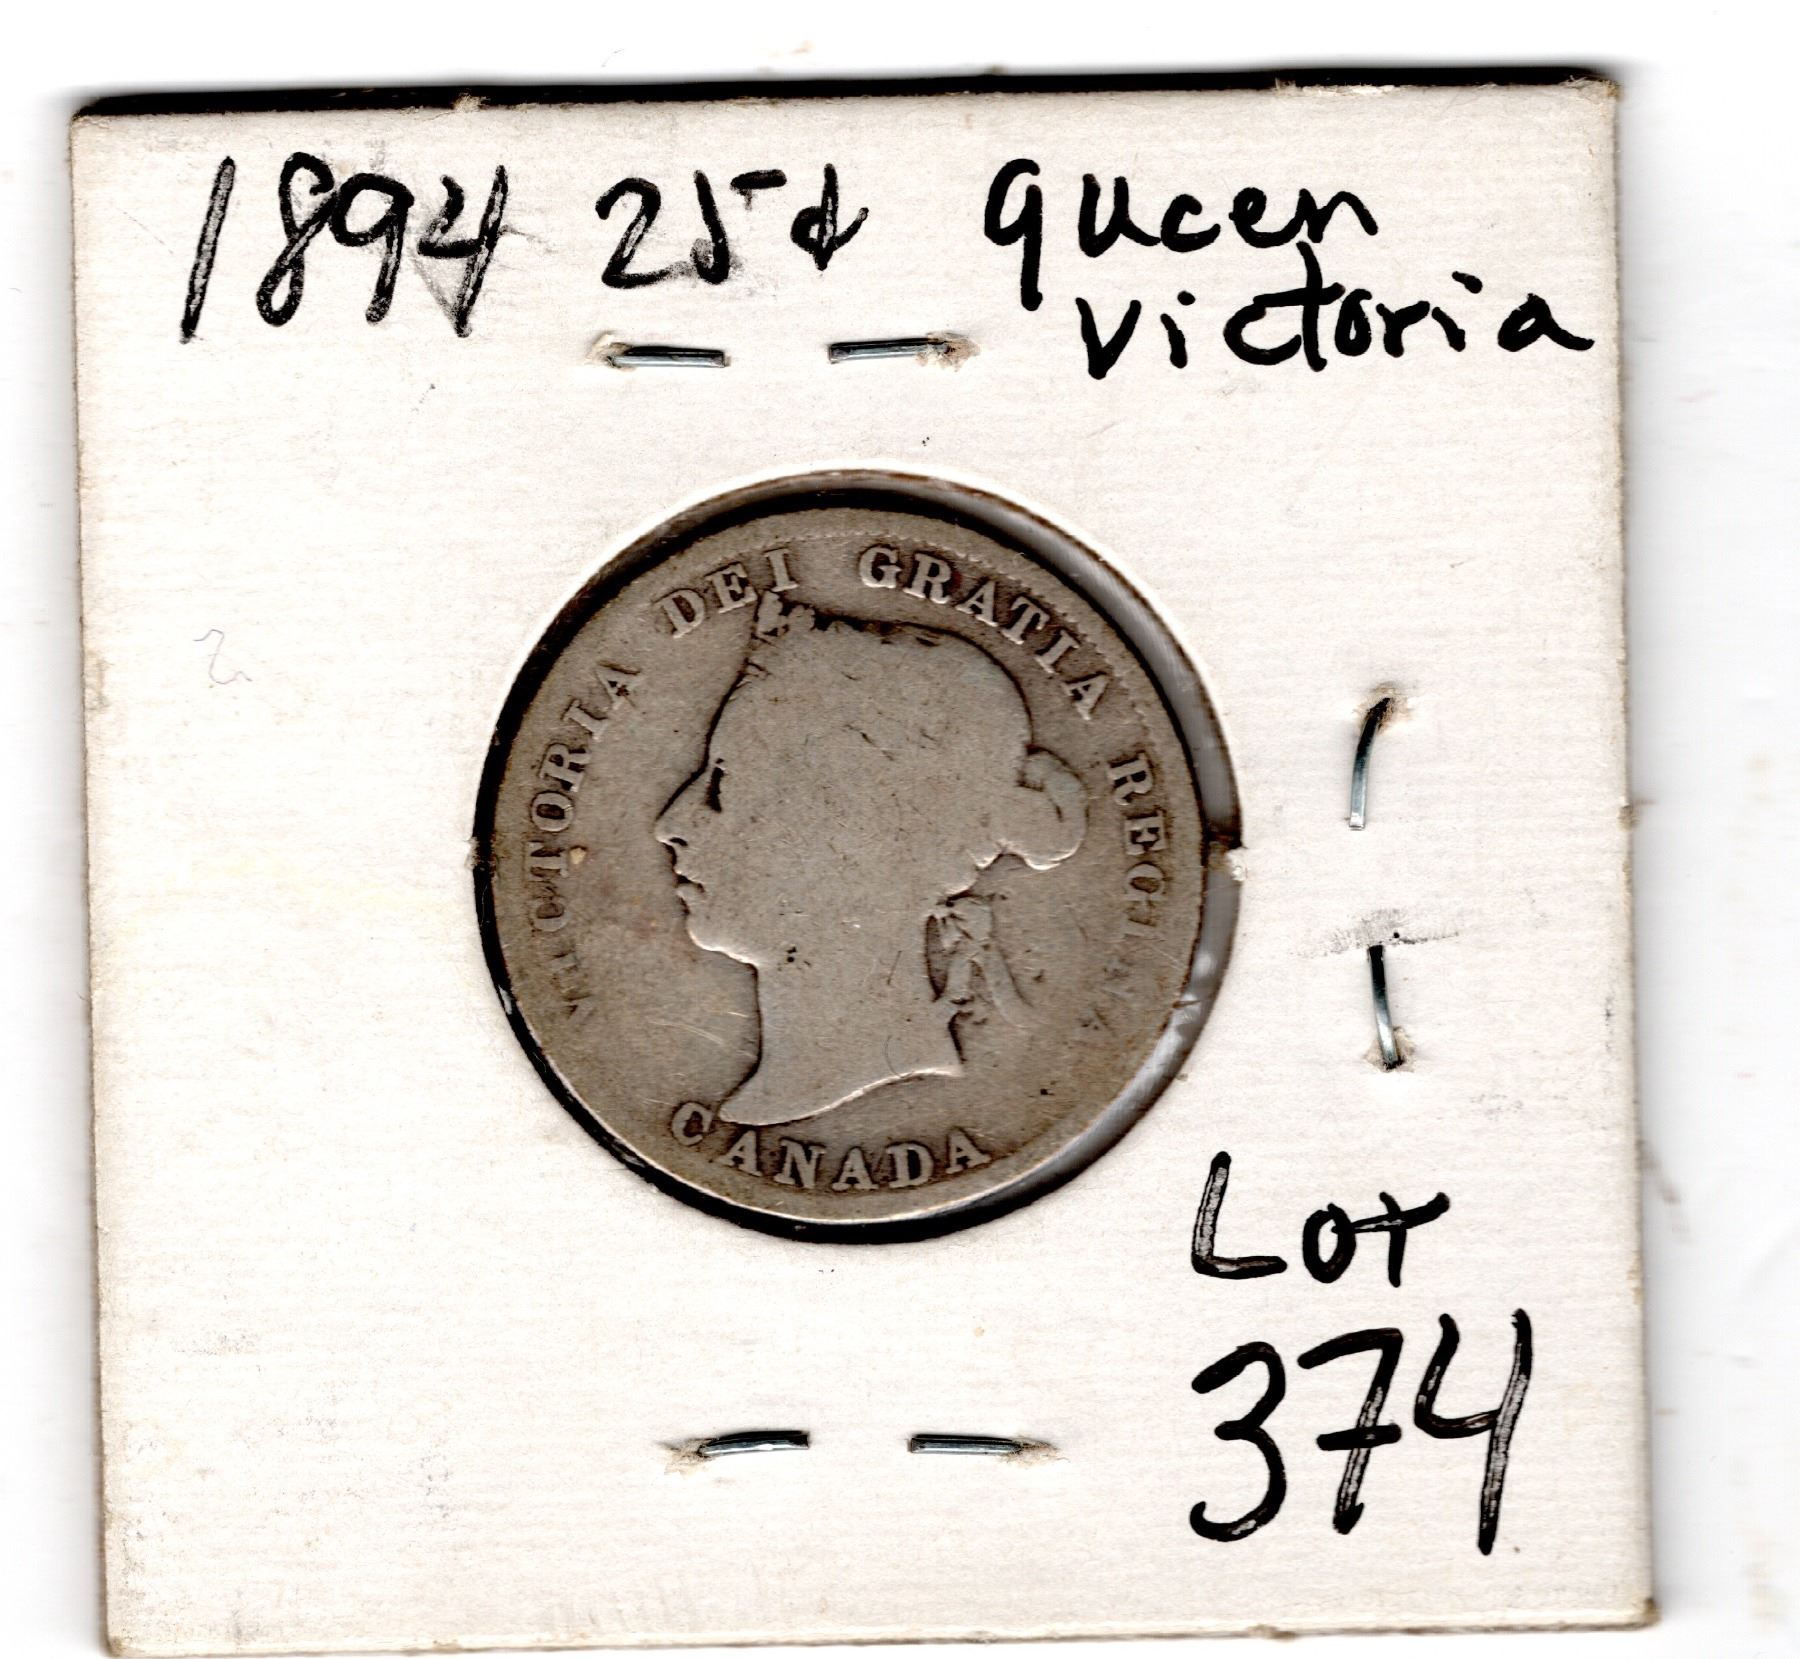 1894 25¢ queen
victoria
VICTORIA DEI GRATIA REGINA
CANADA
Lot
374